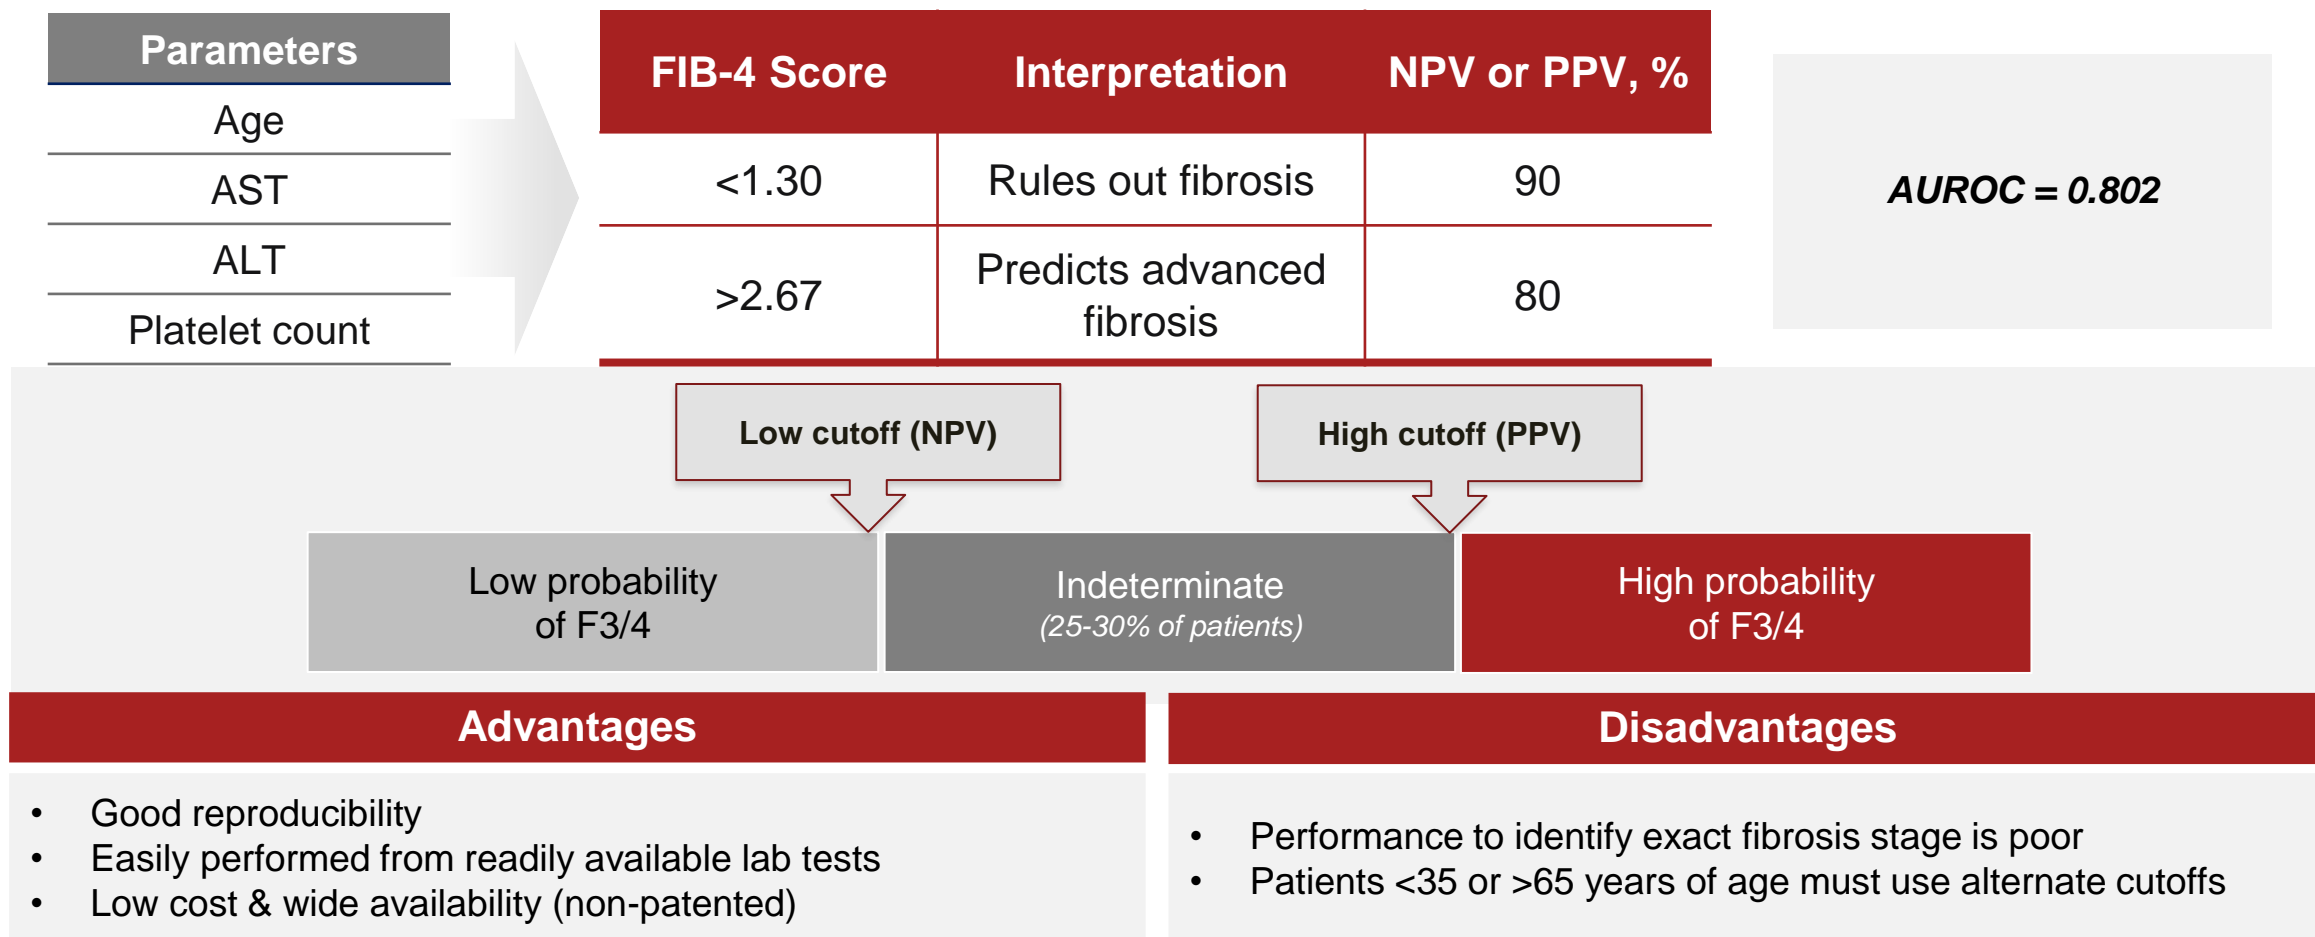 Parameters
Age
AST
ALT
Platelet count
FIB-4 Score Interpretation NPV or PPV, %
<1.30 Rules out fibrosis 90
>2.67 Predicts advanced fibrosis 80
AUROC = 0.802
Low cutoff (NPV)
High cutoff (PPV)
Low probability
of F3/4
Indeterminate
(25-30% of patients)
High probability
of F3/4
Advantages
• Good reproducibility
• Easily performed from readily available lab tests
• Low cost & wide availability (non-patented)
Disadvantages
• Performance to identify exact fibrosis stage is poor
• Patients <35 or >65 years of age must use alternate cutoffs